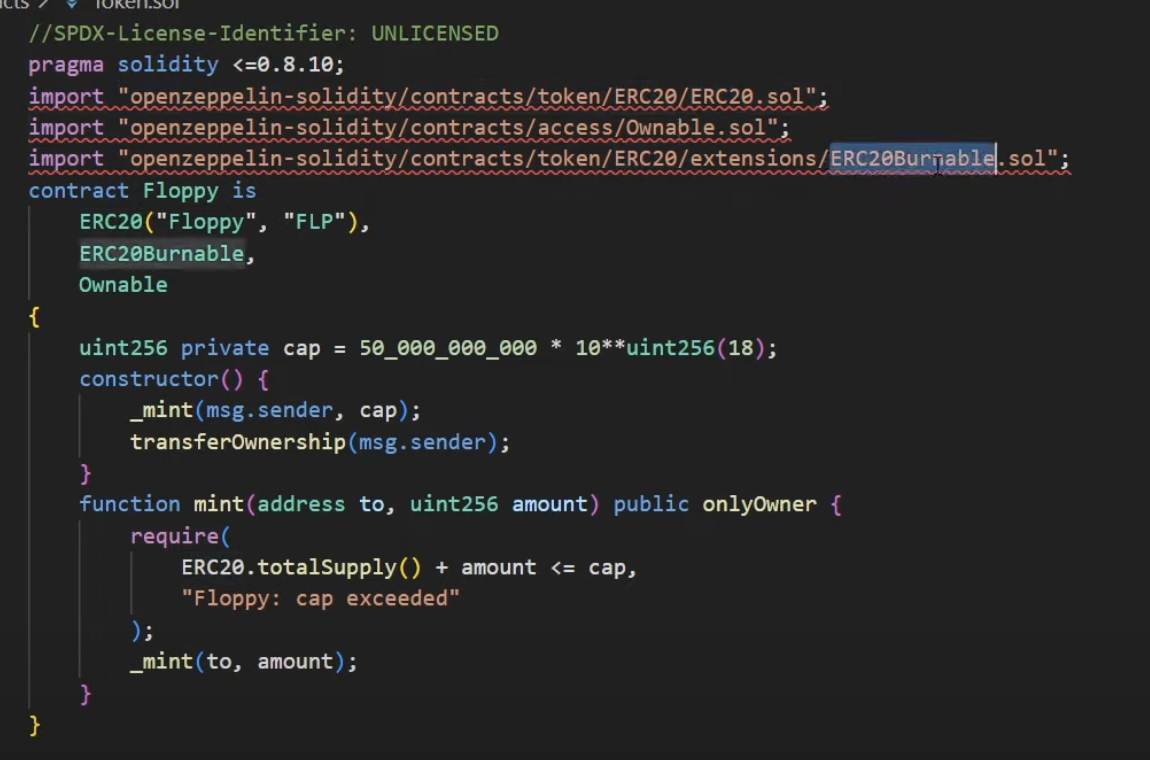 Token.sol
//SPDX-License-Identifier: UNLICENSED
pragma solidity <=0.8.10;
import "openzeppelin-solidity/contracts/token/ERC20/ERC20.sol";
import "openzeppelin-solidity/contracts/access/Ownable.sol";
import "openzeppelin-solidity/contracts/token/ERC20/extensions/ERC20Burnable.sol";
contract Floppy is
    ERC20("Floppy", "FLP"),
    ERC20Burnable,
    Ownable
{
    uint256 private cap = 50_000_000_000 * 10**uint256(18);
    constructor() {
        _mint(msg.sender, cap);
        transferOwnership(msg.sender);
    }
    function mint(address to, uint256 amount) public onlyOwner {
        require(
            ERC20.totalSupply() + amount <= cap,
            "Floppy: cap exceeded"
        );
        _mint(to, amount);
    }
}